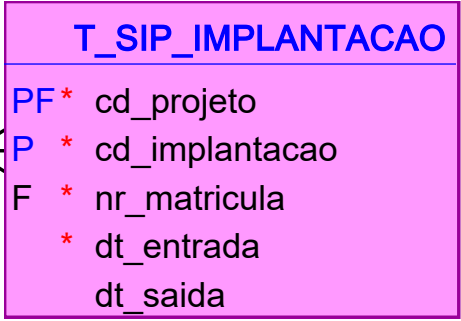 T_SIP_IMPLANTACAO
PF * cd_projeto
P * cd_implantacao
F * nr_matricula
* dt_entrada
dt_saida